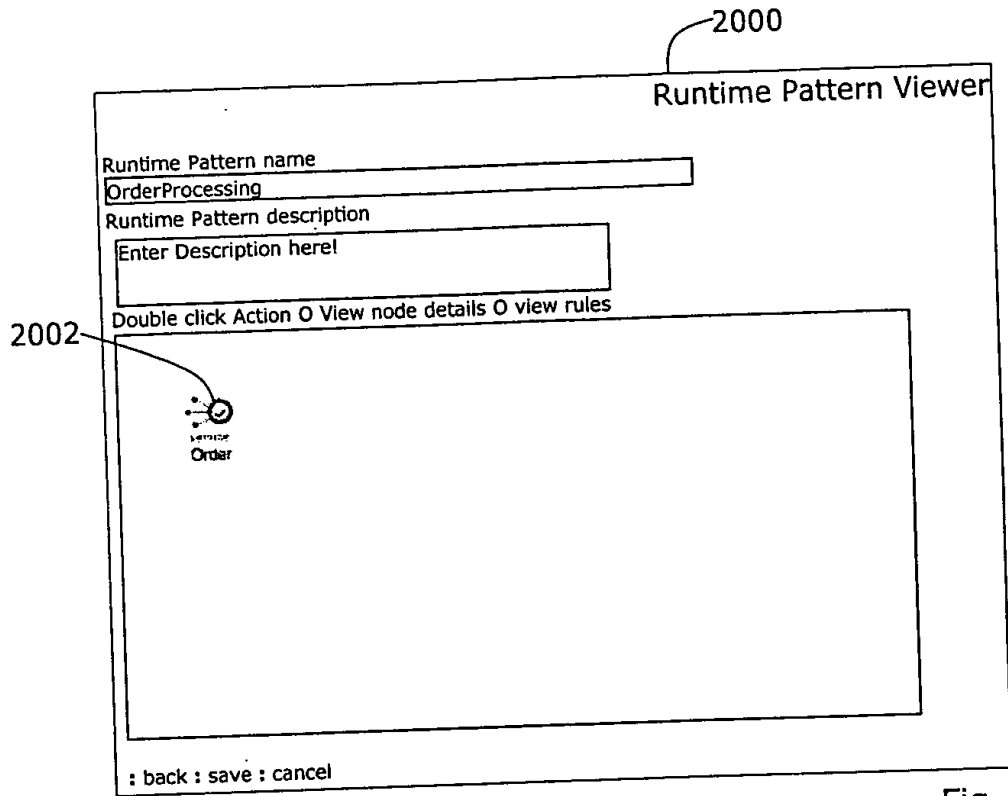 2000
Runtime Pattern Viewer
Runtime Pattern name
OrderProcessing
Runtime Pattern description
Enter Description here!
Double click Action O View node details O view rules
2002
Order
: back : save : cancel
Fig